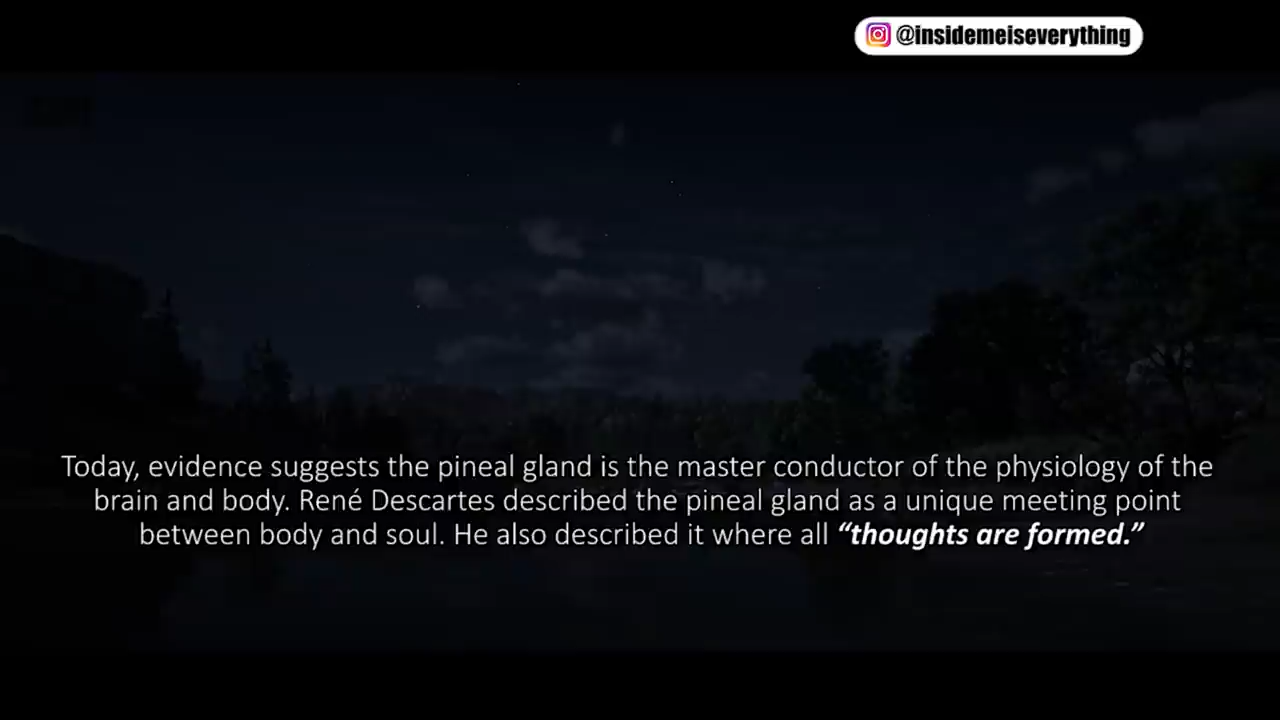 @insidemeiseverything
Today, evidence suggests the pineal gland is the master conductor of the physiology of the
brain and body. René Descartes described the pineal gland as a unique meeting point
between body and soul. He also described it where all “thoughts are formed.”